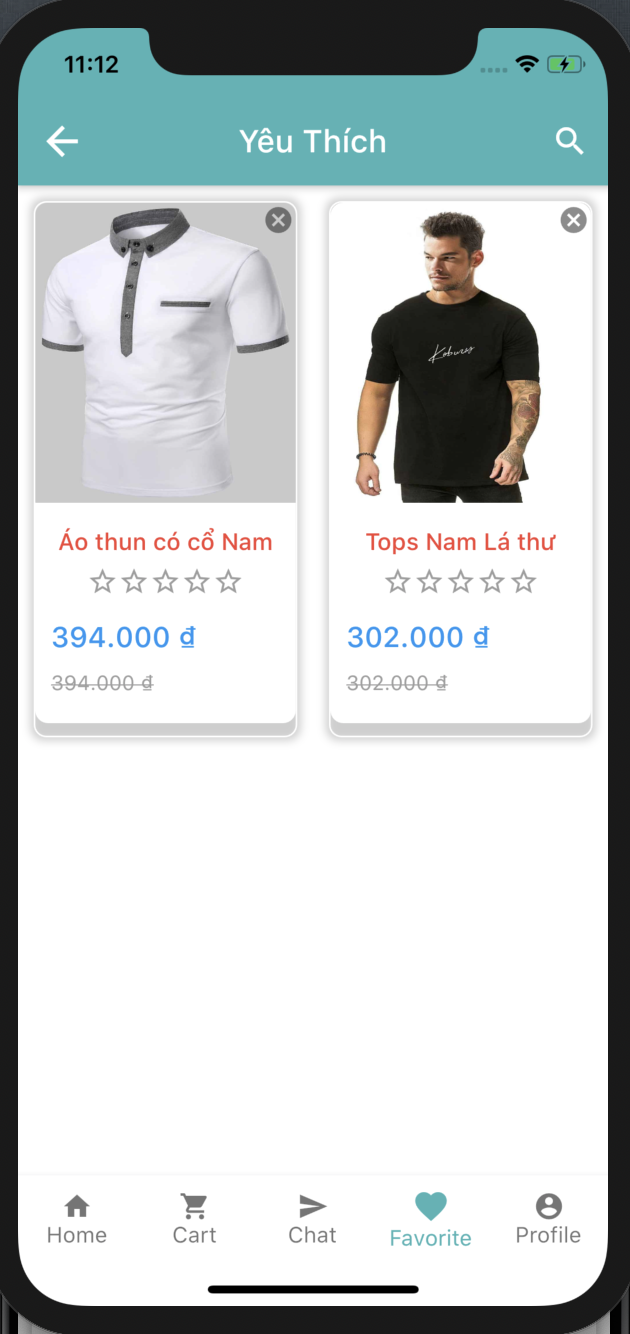 11:12
Yêu Thích
Áo thun có cổ Nam
Tops Nam Lá thư
394.000 ₫
302.000 ₫
394.000 ₫
302.000 ₫
Home
Cart
Chat
Favorite
Profile